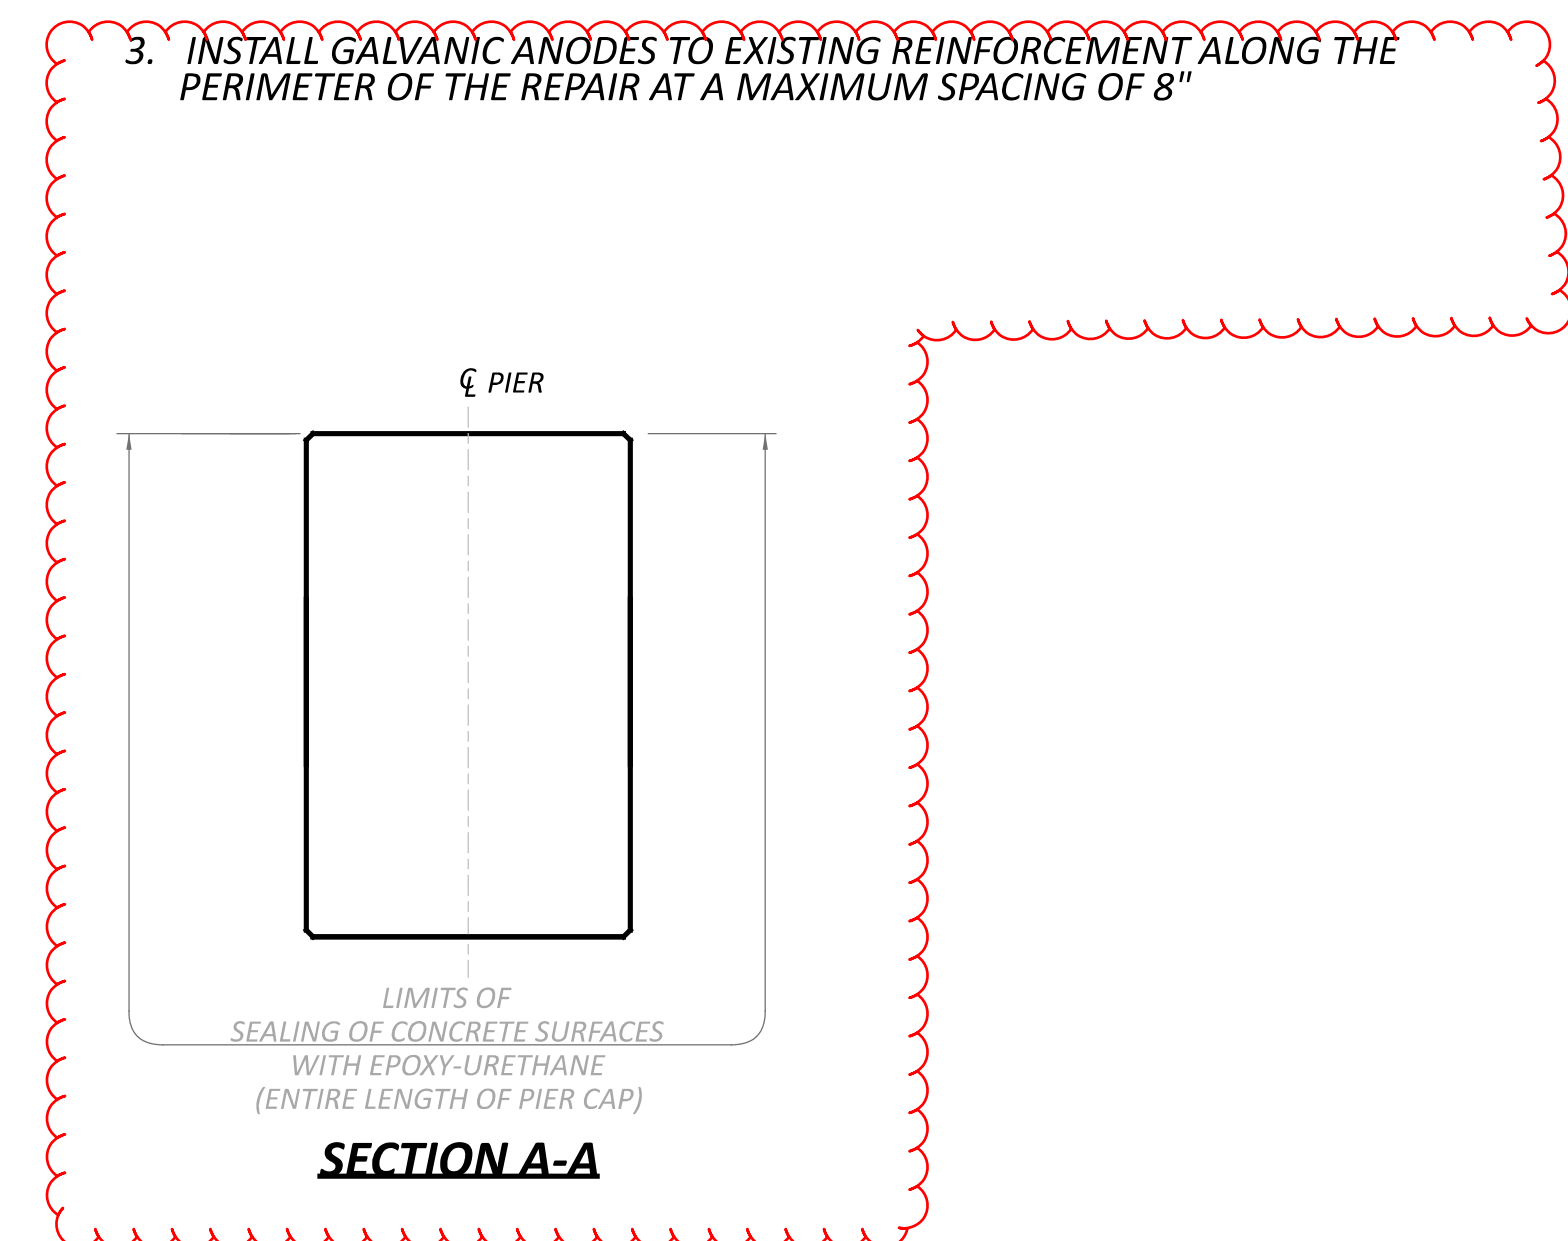 3. INSTALL GALVANIC ANODES TO EXISTING REINFORCEMENT ALONG THE
PERIMETER OF THE REPAIR AT A MAXIMUM SPACING OF 8"
℄ PIER
LIMITS OF
SEALING OF CONCRETE SURFACES
WITH EPOXY-URETHANE
(ENTIRE LENGTH OF PIER CAP)
SECTION A-A